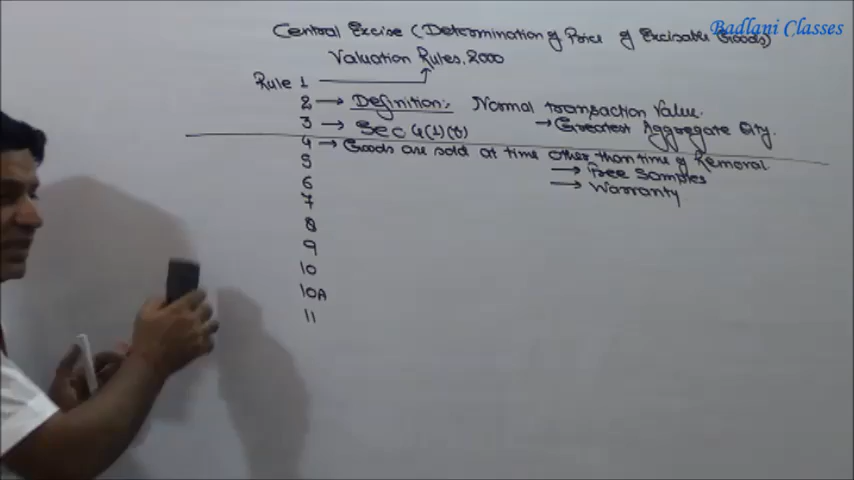 Badlani Classes
Central Excise (Determination of Price of Excisable Goods)
Valuation Rules, 2000
Rule 1
2 → Definition:- Normal transaction Value.
→ Greatest Aggregate Qty.
3 → Sec 4(1)(b)
4 → Goods are sold at time other than time of Removal.
→ Free Samples
→ Warranty
5
6
7
8
9
10
10A
11